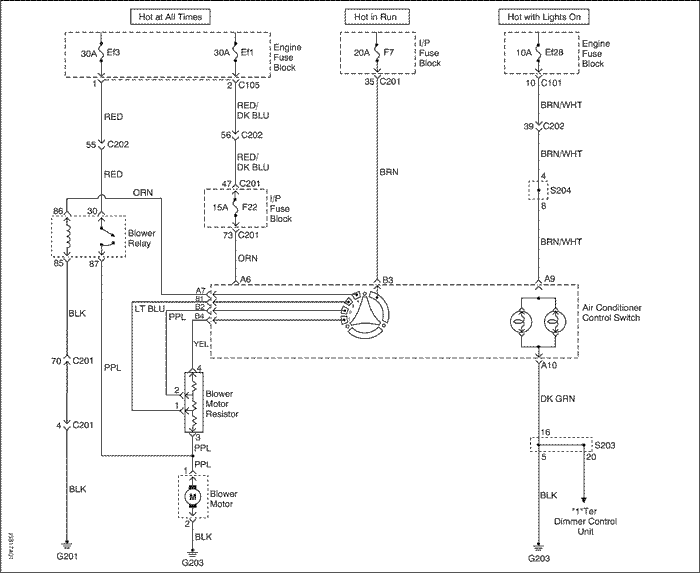 Hot at All Times
Hot in Run
Hot with Lights On
30A Ef3
30A Ef1
Engine
Fuse
Block
20A F7
I/P
Fuse
Block
10A Ef28
Engine
Fuse
Block
1
2 C105
35 C201
10 C101
RED
RED/
DK BLU
BRN/WHT
55 C202
56 C202
39 C202
RED
RED/
DK BLU
BRN
BRN/WHT
ORN
47 C201
4
S204
8
15A F22
I/P
Fuse
Block
86
30
Blower
Relay
73 C201
BRN/WHT
85
87
ORN
A6
B3
A9
A7
B1
B2
B4
LT BLU
PPL
Air Conditioner
Control Switch
BLK
PPL
YEL
70 C201
4
A10
2
1
Blower
Motor
Resistor
DK GRN
4 C201
3
PPL
16
S203
5
20
PPL
1
BLK
M
Blower
Motor
BLK
"1"Ter
Dimmer Control
Unit
2
BLK
G201
G203
G203